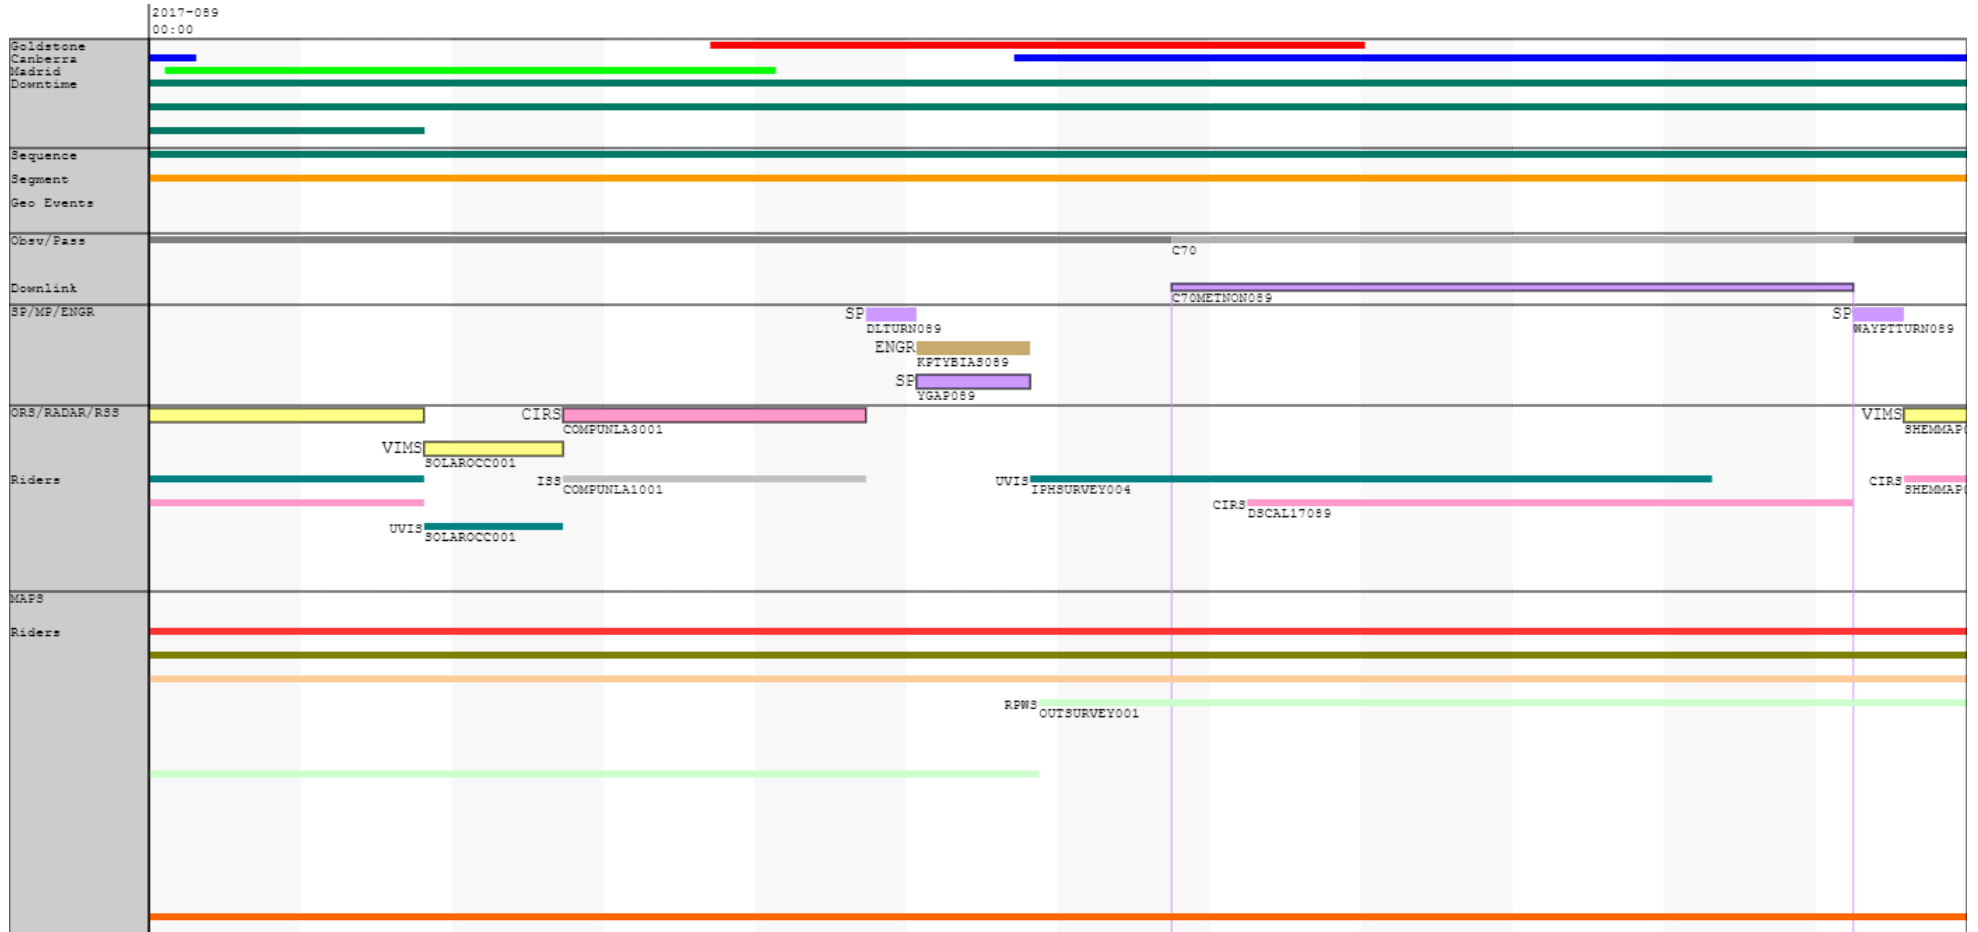 2017-089
00:00
Goldstone
Canberra
Madrid
Downtime
Sequence
Segment
Geo Events
Obsv/Pass
C70
Downlink
C70METNON089
SP/MP/ENGR SP SP
DLTURN089 WAYPTTURN089
ENGR
KPTYBIAS089
SP
YGAP089
ORS/RADAR/RSS CIRS VIMS
COMPUNLA3001 SHEMMAP0
VIMS
SOLAROCC001
Riders ISS UVIS CIRS
COMPUNLA1001 IPHSURVEY004 SHEMMAP0
CIRS
DSCAL17089
UVIS
SOLAROCC001
MAPS
Riders
RPWS
OUTSURVEY001